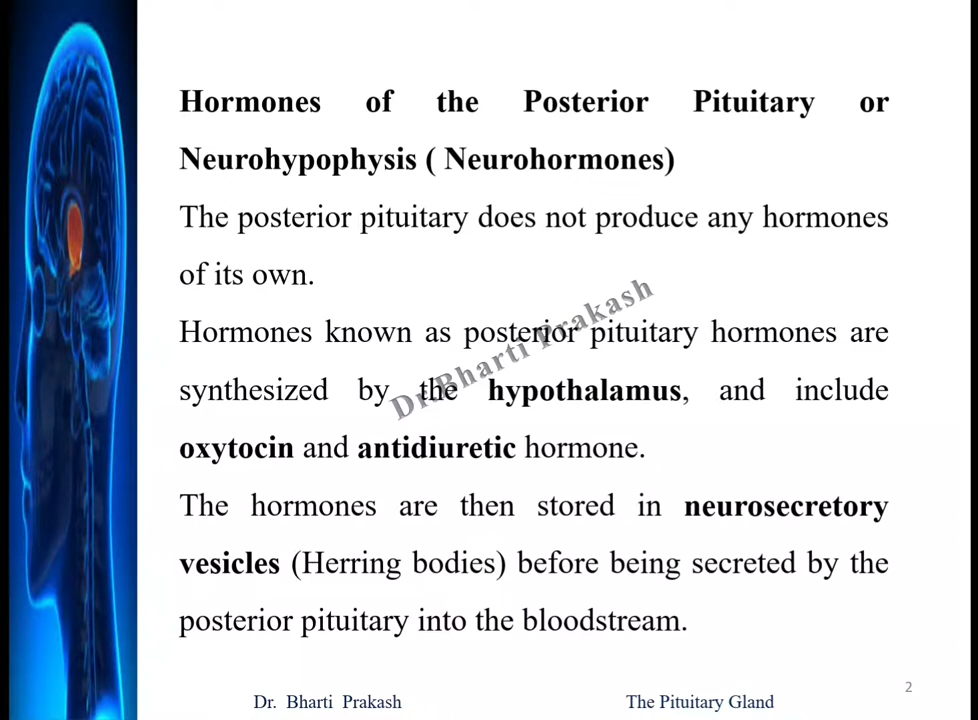 Hormones of the Posterior Pituitary or
Neurohypophysis ( Neurohormones)
The posterior pituitary does not produce any hormones
of its own.
Hormones known as posterior pituitary hormones are
synthesized by the hypothalamus, and include
oxytocin and antidiuretic hormone.
The hormones are then stored in neurosecretory
vesicles (Herring bodies) before being secreted by the
posterior pituitary into the bloodstream.
Dr.Bharti Prakash
Dr. Bharti Prakash
The Pituitary Gland
2